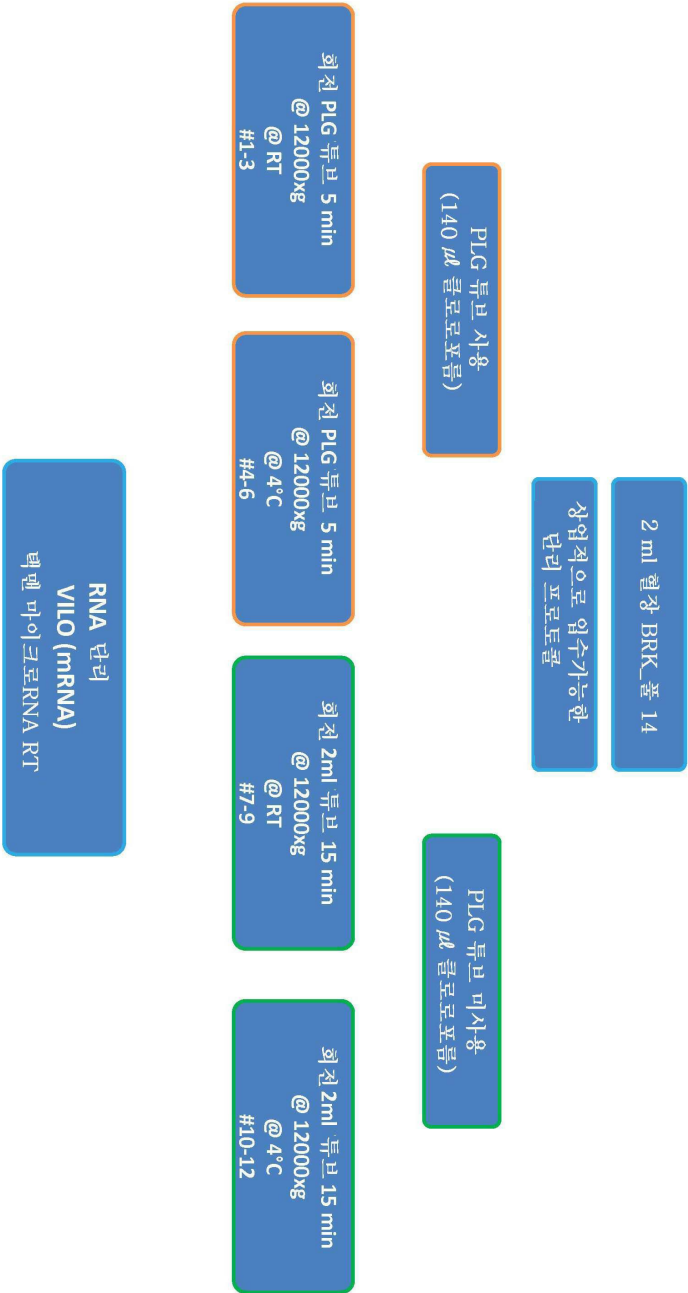 2 ml 혈장 BRK_풀 14
상업적으로 입수가능한
단리 프로토콜
PLG 튜브 사용
(140 ㎕ 클로로포름)
PLG 튜브 미사용
(140 ㎕ 클로로포름)
회전 PLG 튜브 5 min
@ 12000xg
@ RT
#1-3
회전 PLG 튜브 5 min
@ 12000xg
@ 4°C
#4-6
회전 2ml 튜브 15 min
@ 12000xg
@ RT
#7-9
회전2ml 튜브 15 min
@ 12000xg
@ 4°C
#10-12
RNA 단리
VILO (mRNA)
택맨 마이크로RNA RT